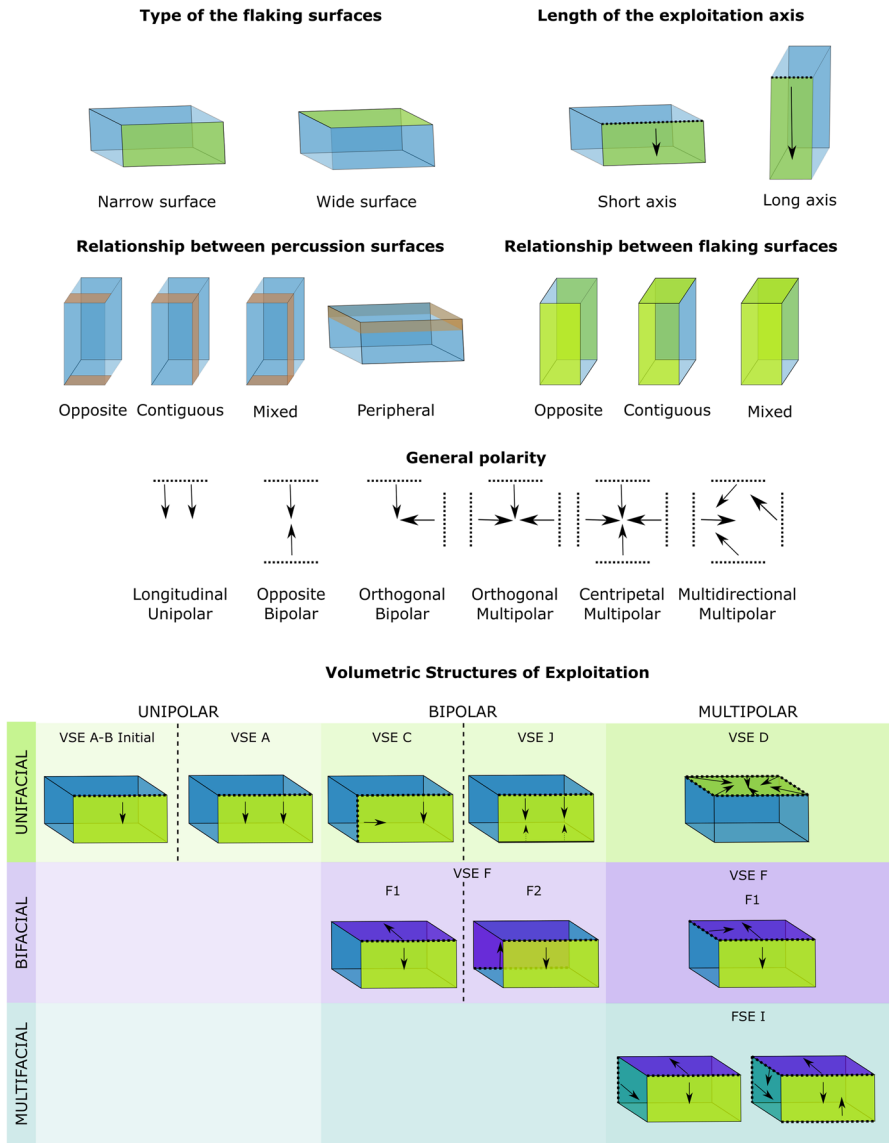 Type of the flaking surfaces
Length of the exploitation axis
Narrow surface
Wide surface
Short axis
Long axis
Relationship between percussion surfaces
Relationship between flaking surfaces
Opposite
Contiguous
Mixed
Peripheral
Opposite
Contiguous
Mixed
General polarity
Longitudinal
Unipolar
Opposite
Bipolar
Orthogonal
Bipolar
Orthogonal
Multipolar
Centripetal
Multipolar
Multidirectional
Multipolar
Volumetric Structures of Exploitation
UNIPOLAR
BIPOLAR
MULTIPOLAR
UNIFACIAL
VSE A-B Initial
VSE A
VSE C
VSE J
VSE D
BIFACIAL
VSE F
F1
F2
VSE F
F1
MULTIFACIAL
FSE I